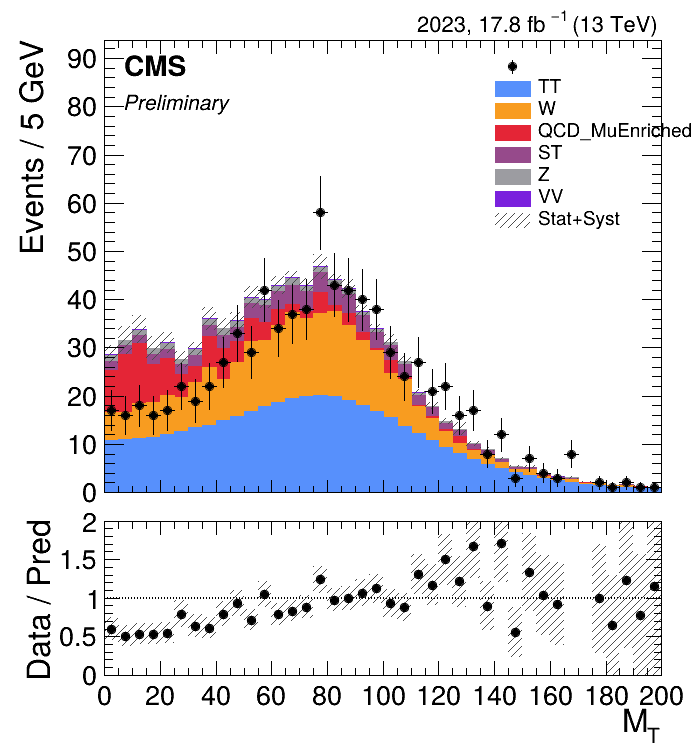 2023, 17.8 fb⁻¹ (13 TeV)
CMS
Preliminary
Events / 5 GeV
90
80
70
60
50
40
30
20
10
0
TT
W
QCD_MuEnriched
ST
Z
VV
Stat+Syst
Data / Pred
2
1.5
1
0.5
0
0 20 40 60 80 100 120 140 160 180 200
M_T